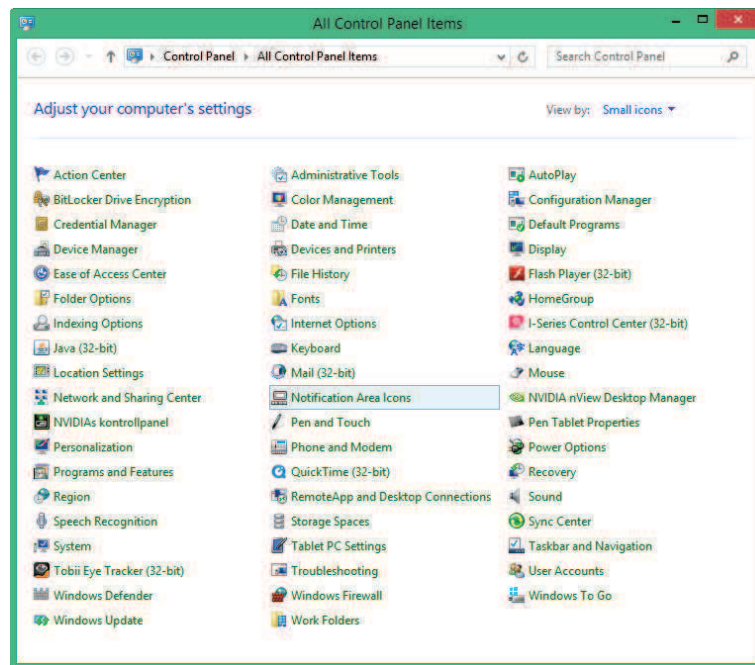 All Control Panel Items
Control Panel All Control Panel Items Search Control Panel
Adjust your computer's settings View by: Small icons
Action Center Administrative Tools AutoPlay
BitLocker Drive Encryption Color Management Configuration Manager
Credential Manager Date and Time Default Programs
Device Manager Devices and Printers Display
Ease of Access Center File History Flash Player (32-bit)
Folder Options Fonts HomeGroup
Indexing Options Internet Options I-Series Control Center (32-bit)
Java (32-bit) Keyboard Language
Location Settings Mail (32-bit) Mouse
Network and Sharing Center Notification Area Icons NVIDIA nView Desktop Manager
NVIDIAs kontrollpanel Pen and Touch Pen Tablet Properties
Personalization Phone and Modem Power Options
Programs and Features QuickTime (32-bit) Recovery
Region RemoteApp and Desktop Connections Sound
Speech Recognition Storage Spaces Sync Center
System Tablet PC Settings Taskbar and Navigation
Tobii Eye Tracker (32-bit) Troubleshooting User Accounts
Windows Defender Windows Firewall Windows To Go
Windows Update Work Folders